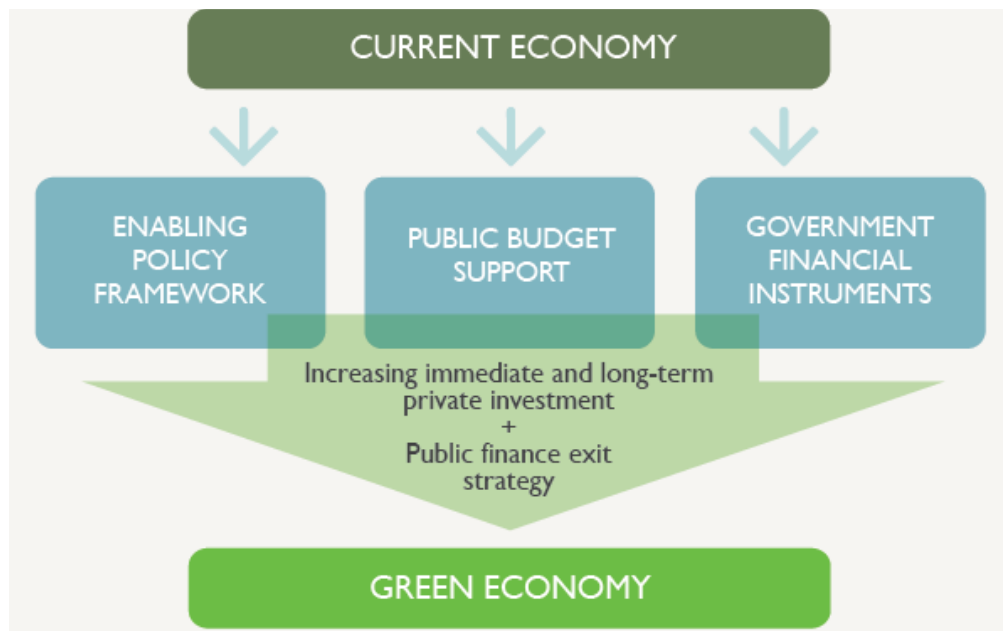 CURRENT ECONOMY
ENABLING
POLICY
FRAMEWORK
PUBLIC BUDGET
SUPPORT
GOVERNMENT
FINANCIAL
INSTRUMENTS
Increasing immediate and long-term
private investment
+
Public finance exit
strategy
GREEN ECONOMY